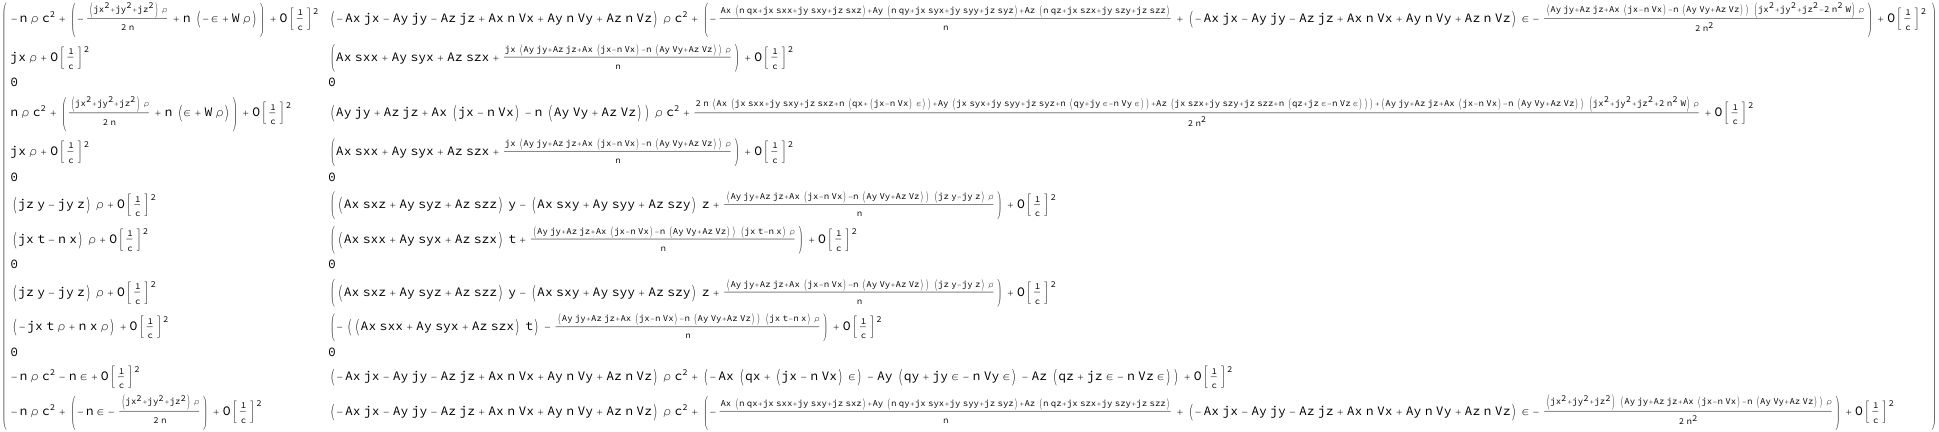 -n ρ c² + (-((jx²+jy²+jz²) ρ)/(2 n) + n (-ϵ + W ρ)) + O[1/c]²   (-Ax jx - Ay jy - Az jz + Ax n Vx + Ay n Vy + Az n Vz) ρ c² + (-(Ax (n qx+jx sxx+jy sxy+jz sxz)+Ay (n qy+jx syx+jy syy+jz syz)+Az (n qz+jx szx+jy szy+jz szz))/n + (-Ax jx - Ay jy - Az jz + Ax n Vx + Ay n Vy + Az n Vz) ϵ - ((Ay jy+Az jz+Ax (jx-n Vx)-n (Ay Vy+Az Vz)) (jx²+jy²+jz²-2 n² W) ρ)/(2 n²)) + O[1/c]²
jx ρ + O[1/c]²   (Ax sxx + Ay syx + Az szx + (jx (Ay jy+Az jz+Ax (jx-n Vx)-n (Ay Vy+Az Vz)) ρ)/n) + O[1/c]²
0   0
n ρ c² + (((jx²+jy²+jz²) ρ)/(2 n) + n (ϵ + W ρ)) + O[1/c]²   (Ay jy + Az jz + Ax (jx - n Vx) - n (Ay Vy + Az Vz)) ρ c² + (2 n (Ax (jx sxx+jy sxy+jz sxz+n (qx+(jx-n Vx) ϵ))+Ay (jx syx+jy syy+jz syz+n (qy+jy ϵ-n Vy ϵ))+Az (jx szx+jy szy+jz szz+n (qz+jz ϵ-n Vz ϵ)))+(Ay jy+Az jz+Ax (jx-n Vx)-n (Ay Vy+Az Vz)) (jx²+jy²+jz²+2 n² W) ρ)/(2 n²) + O[1/c]²
jx ρ + O[1/c]²   (Ax sxx + Ay syx + Az szx + (jx (Ay jy+Az jz+Ax (jx-n Vx)-n (Ay Vy+Az Vz)) ρ)/n) + O[1/c]²
0   0
(jz y - jy z) ρ + O[1/c]²   ((Ax sxz + Ay syz + Az szz) y - (Ax sxy + Ay syy + Az szy) z + ((Ay jy+Az jz+Ax (jx-n Vx)-n (Ay Vy+Az Vz)) (jz y-jy z) ρ)/n) + O[1/c]²
(jx t - n x) ρ + O[1/c]²   ((Ax sxx + Ay syx + Az szx) t + ((Ay jy+Az jz+Ax (jx-n Vx)-n (Ay Vy+Az Vz)) (jx t-n x) ρ)/n) + O[1/c]²
0   0
(jz y - jy z) ρ + O[1/c]²   ((Ax sxz + Ay syz + Az szz) y - (Ax sxy + Ay syy + Az szy) z + ((Ay jy+Az jz+Ax (jx-n Vx)-n (Ay Vy+Az Vz)) (jz y-jy z) ρ)/n) + O[1/c]²
(-jx t ρ + n x ρ) + O[1/c]²   (-((Ax sxx + Ay syx + Az szx) t) - ((Ay jy+Az jz+Ax (jx-n Vx)-n (Ay Vy+Az Vz)) (jx t-n x) ρ)/n) + O[1/c]²
0   0
-n ρ c² - n ϵ + O[1/c]²   (-Ax jx - Ay jy - Az jz + Ax n Vx + Ay n Vy + Az n Vz) ρ c² + (-Ax (qx + (jx - n Vx) ϵ) - Ay (qy + jy ϵ - n Vy ϵ) - Az (qz + jz ϵ - n Vz ϵ)) + O[1/c]²
-n ρ c² + (-n ϵ - ((jx²+jy²+jz²) ρ)/(2 n)) + O[1/c]²   (-Ax jx - Ay jy - Az jz + Ax n Vx + Ay n Vy + Az n Vz) ρ c² + (-(Ax (n qx+jx sxx+jy sxy+jz sxz)+Ay (n qy+jx syx+jy syy+jz syz)+Az (n qz+jx szx+jy szy+jz szz))/n + (-Ax jx - Ay jy - Az jz + Ax n Vx + Ay n Vy + Az n Vz) ϵ - ((jx²+jy²+jz²) (Ay jy+Az jz+Ax (jx-n Vx)-n (Ay Vy+Az Vz)) ρ)/(2 n²)) + O[1/c]²